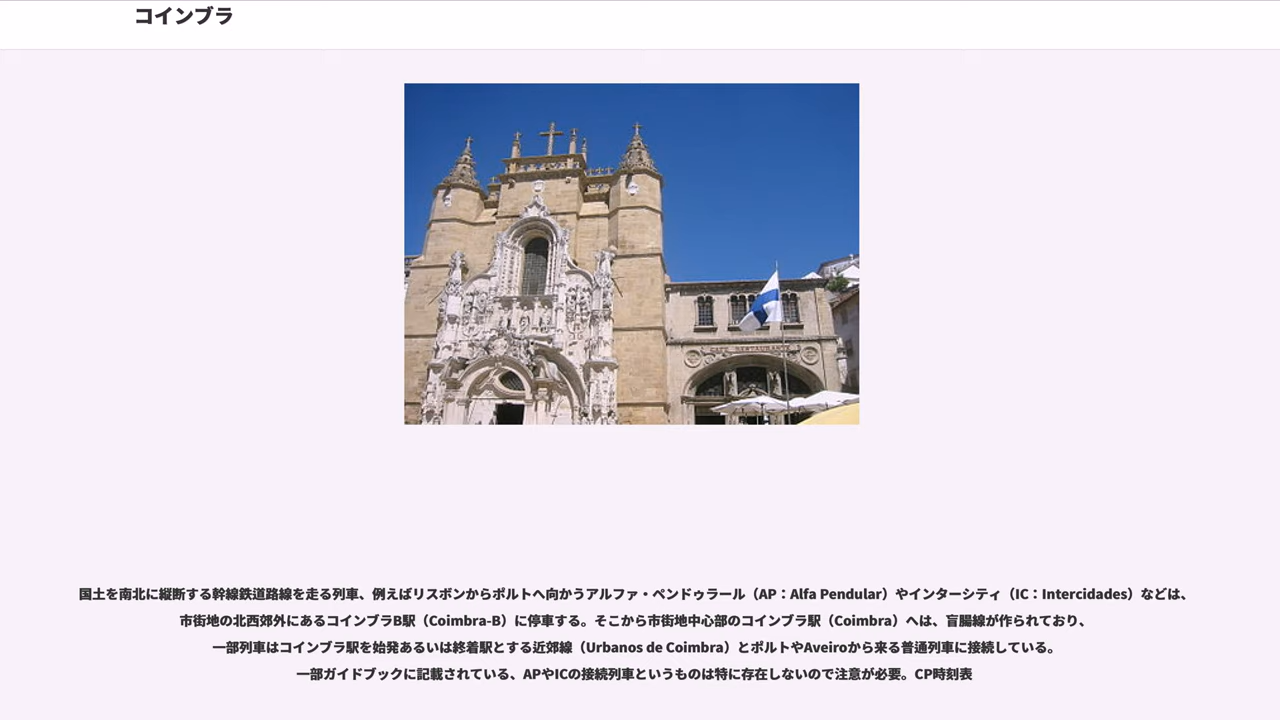 コインブラ
CAFE RESTAURANTE
国土を南北に縦断する幹線鉄道路線を走る列車、例えばリスボンからポルトへ向かうアルファ・ペンドゥラール（AP：Alfa Pendular）やインターシティ（IC：Intercidades）などは、
市街地の北西郊外にあるコインブラB駅（Coimbra-B）に停車する。そこから市街地中心部のコインブラ駅（Coimbra）へは、盲腸線が作られており、
一部列車はコインブラ駅を始発あるいは終着駅とする近郊線（Urbanos de Coimbra）とポルトやAveiroから来る普通列車に接続している。
一部ガイドブックに記載されている、APやICの接続列車というものは特に存在しないので注意が必要。CP時刻表